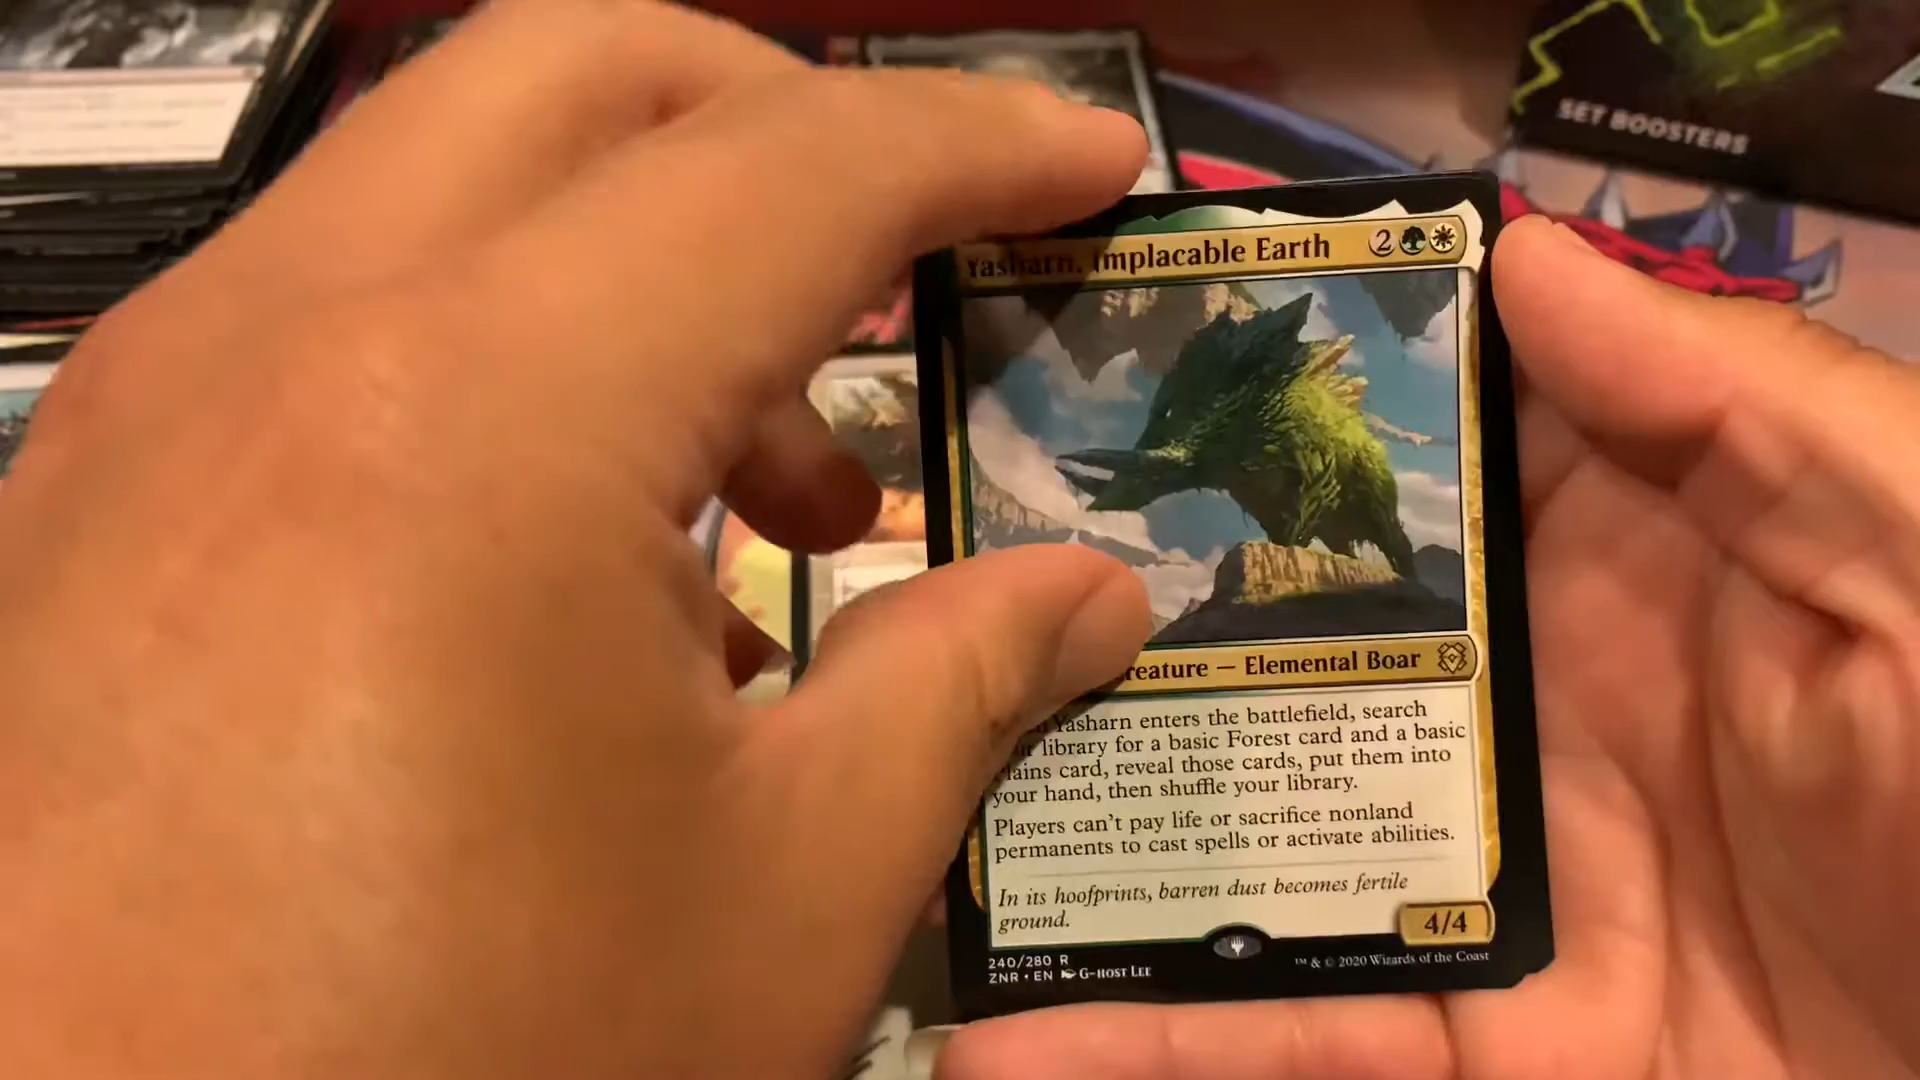 SET BOOSTERS
Yasharn, Implacable Earth 2
Creature — Elemental Boar
Yasharn enters the battlefield, search
library for a basic Forest card and a basic
Plains card, reveal those cards, put them into
your hand, then shuffle your library.
Players can't pay life or sacrifice nonland
permanents to cast spells or activate abilities.
In its hoofprints, barren dust becomes fertile
ground.
4/4
240/280 R
ZNR • EN G-HOST LEE
™ & © 2020 Wizards of the Coast